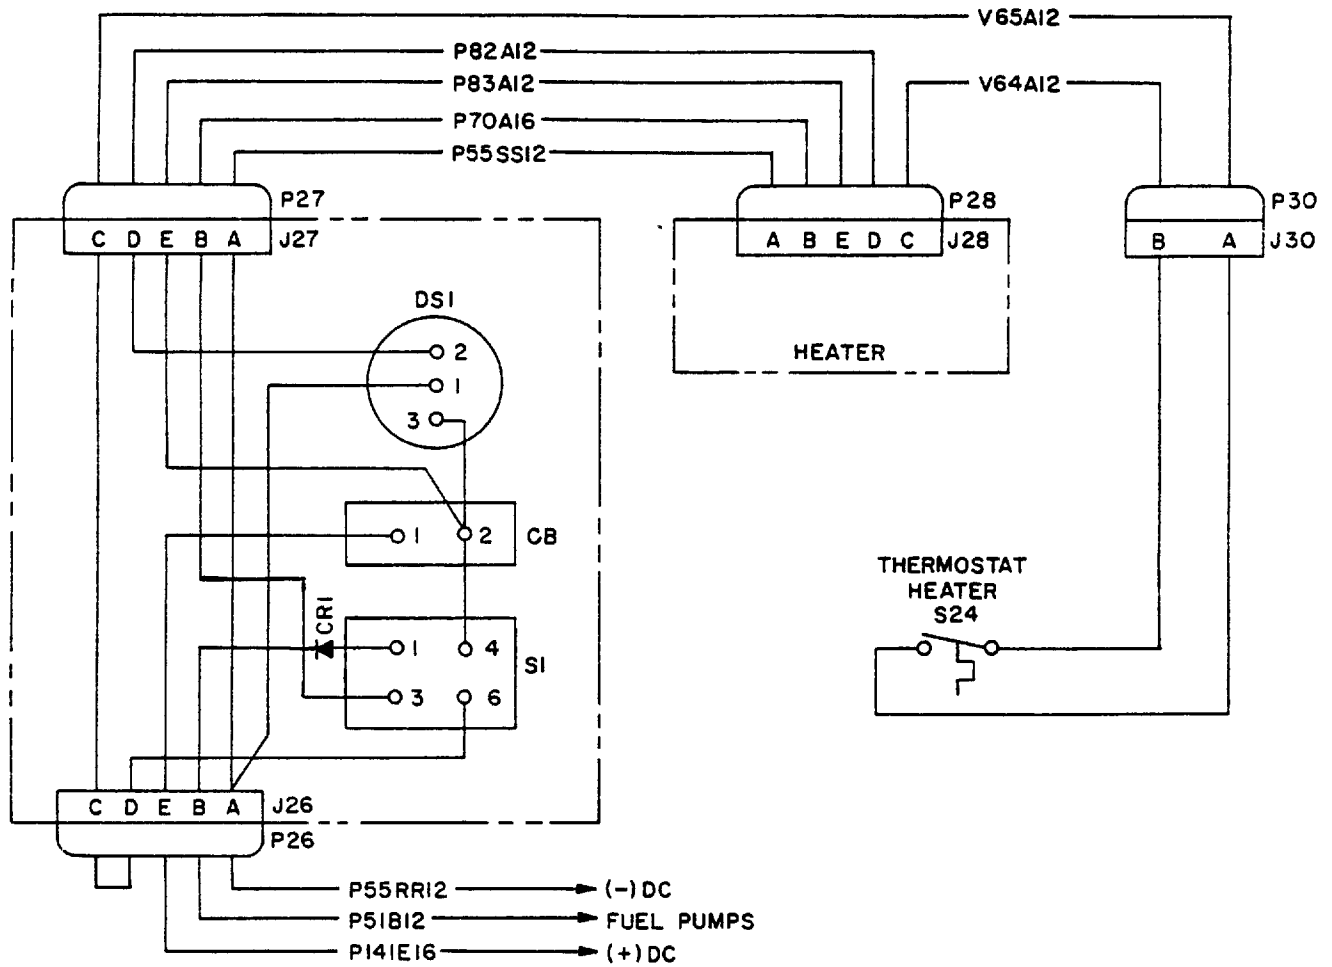 V65A12
P82A12
P83A12
V64A12
P70A16
P55SS12
P27
P28
P30
C D E B A
J27
A B E D C
J28
B A
J30
DS1
2
1
3
HEATER
1 2
CB
THERMOSTAT
HEATER
S24
CR1
1 4
S1
3 6
C D E B A
J26
P26
P55RR12
(-)DC
P51B12
FUEL PUMPS
P141E16
(+)DC